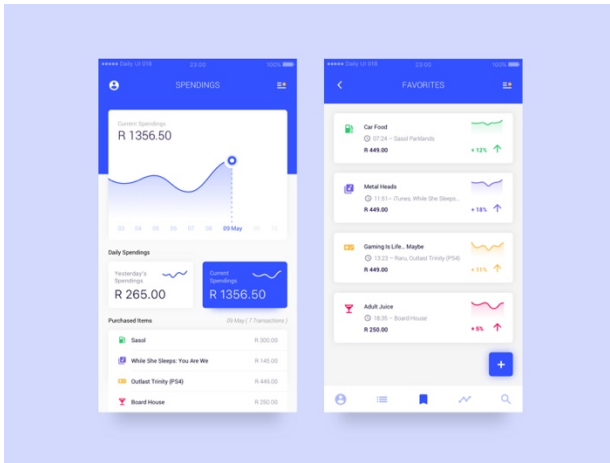 Daily UI 018 23:00 100%
SPENDINGS
Current Spendings
R 1356.50
03 04 05 06 07 08 09 May 10 11
Daily Spendings
Yesterday's
Spendings
R 265.00
Current
Spendings
R 1356.50
Purchased Items 09 May ( 7 Transactions )
Sasol R 300.00
While She Sleeps: You Are We R 145.00
Outlast Trinity (PS4) R 449.00
Board House R 250.00
Daily UI 018 23:00 100%
FAVORITES
Car Food
07:24 – Sasol Parklands
R 449.00 + 12%
Metal Heads
11:51 – iTunes, While She Sleeps...
R 449.00 + 18%
Gaming Is Life... Maybe
13:23 – Raru, Outlast Trinity (PS4)
R 449.00 + 11%
Adult Juice
18:35 – Board House
R 250.00 + 5%